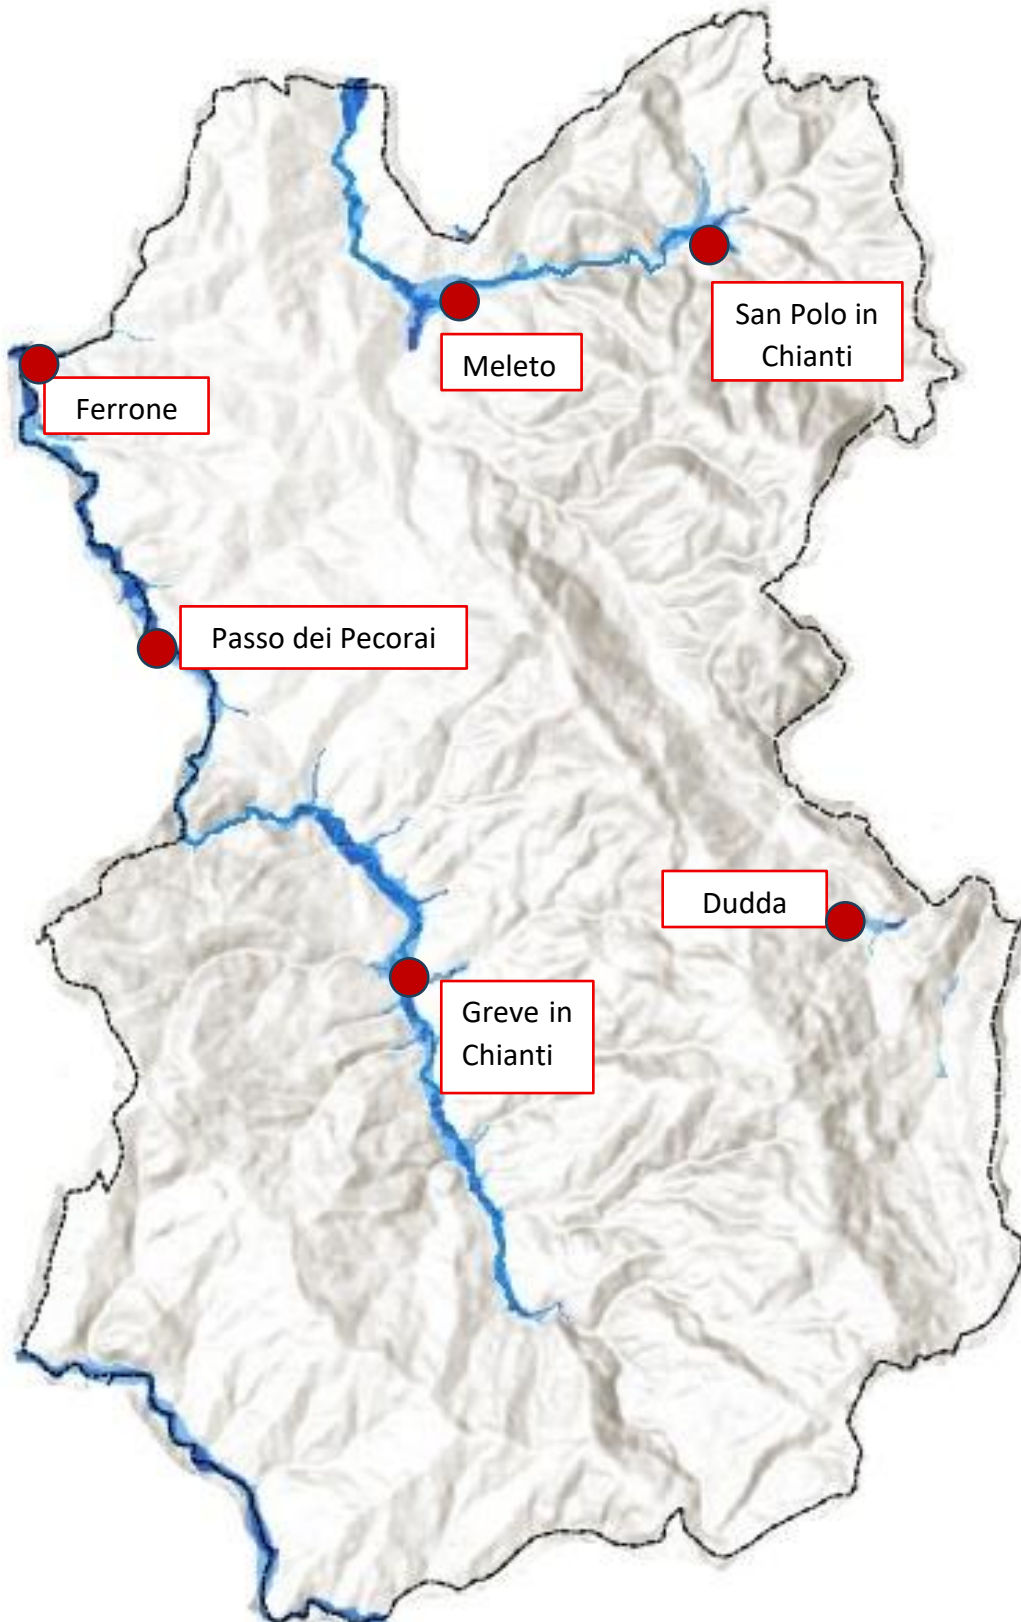 San Polo in
Chianti
Meleto
Ferrone
Passo dei Pecorai
Dudda
Greve in
Chianti